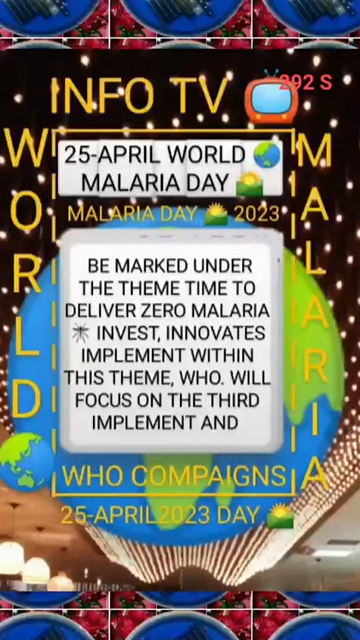 292 S
INFO TV 📺
WORLD
MALARIA
25-APRIL WORLD 🌏
MALARIA DAY 🌄
MALARIA DAY 🌄 2023
BE MARKED UNDER
THE THEME TIME TO
DELIVER ZERO MALARIA
✳ INVEST, INNOVATES
IMPLEMENT WITHIN
THIS THEME, WHO. WILL
FOCUS ON THE THIRD
IMPLEMENT AND
WHO COMPAIGNS
25-APRIL2023 DAY 🌄